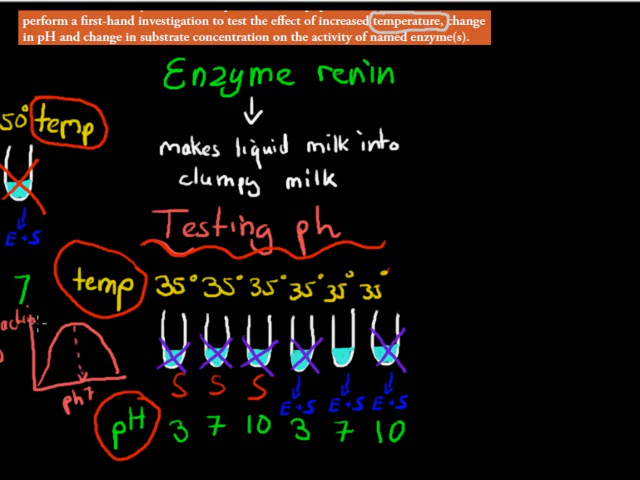 perform a first-hand investigation to test the effect of increased temperature, change
in pH and change in substrate concentration on the activity of named enzyme(s).
Enzyme renin
makes liquid milk into
clumpy milk
50° temp
E+S
7
ph7
Testing ph
temp 35° 35° 35° 35° 35° 35°
S S S E+S E+S E+S
pH 3 7 10 3 7 10